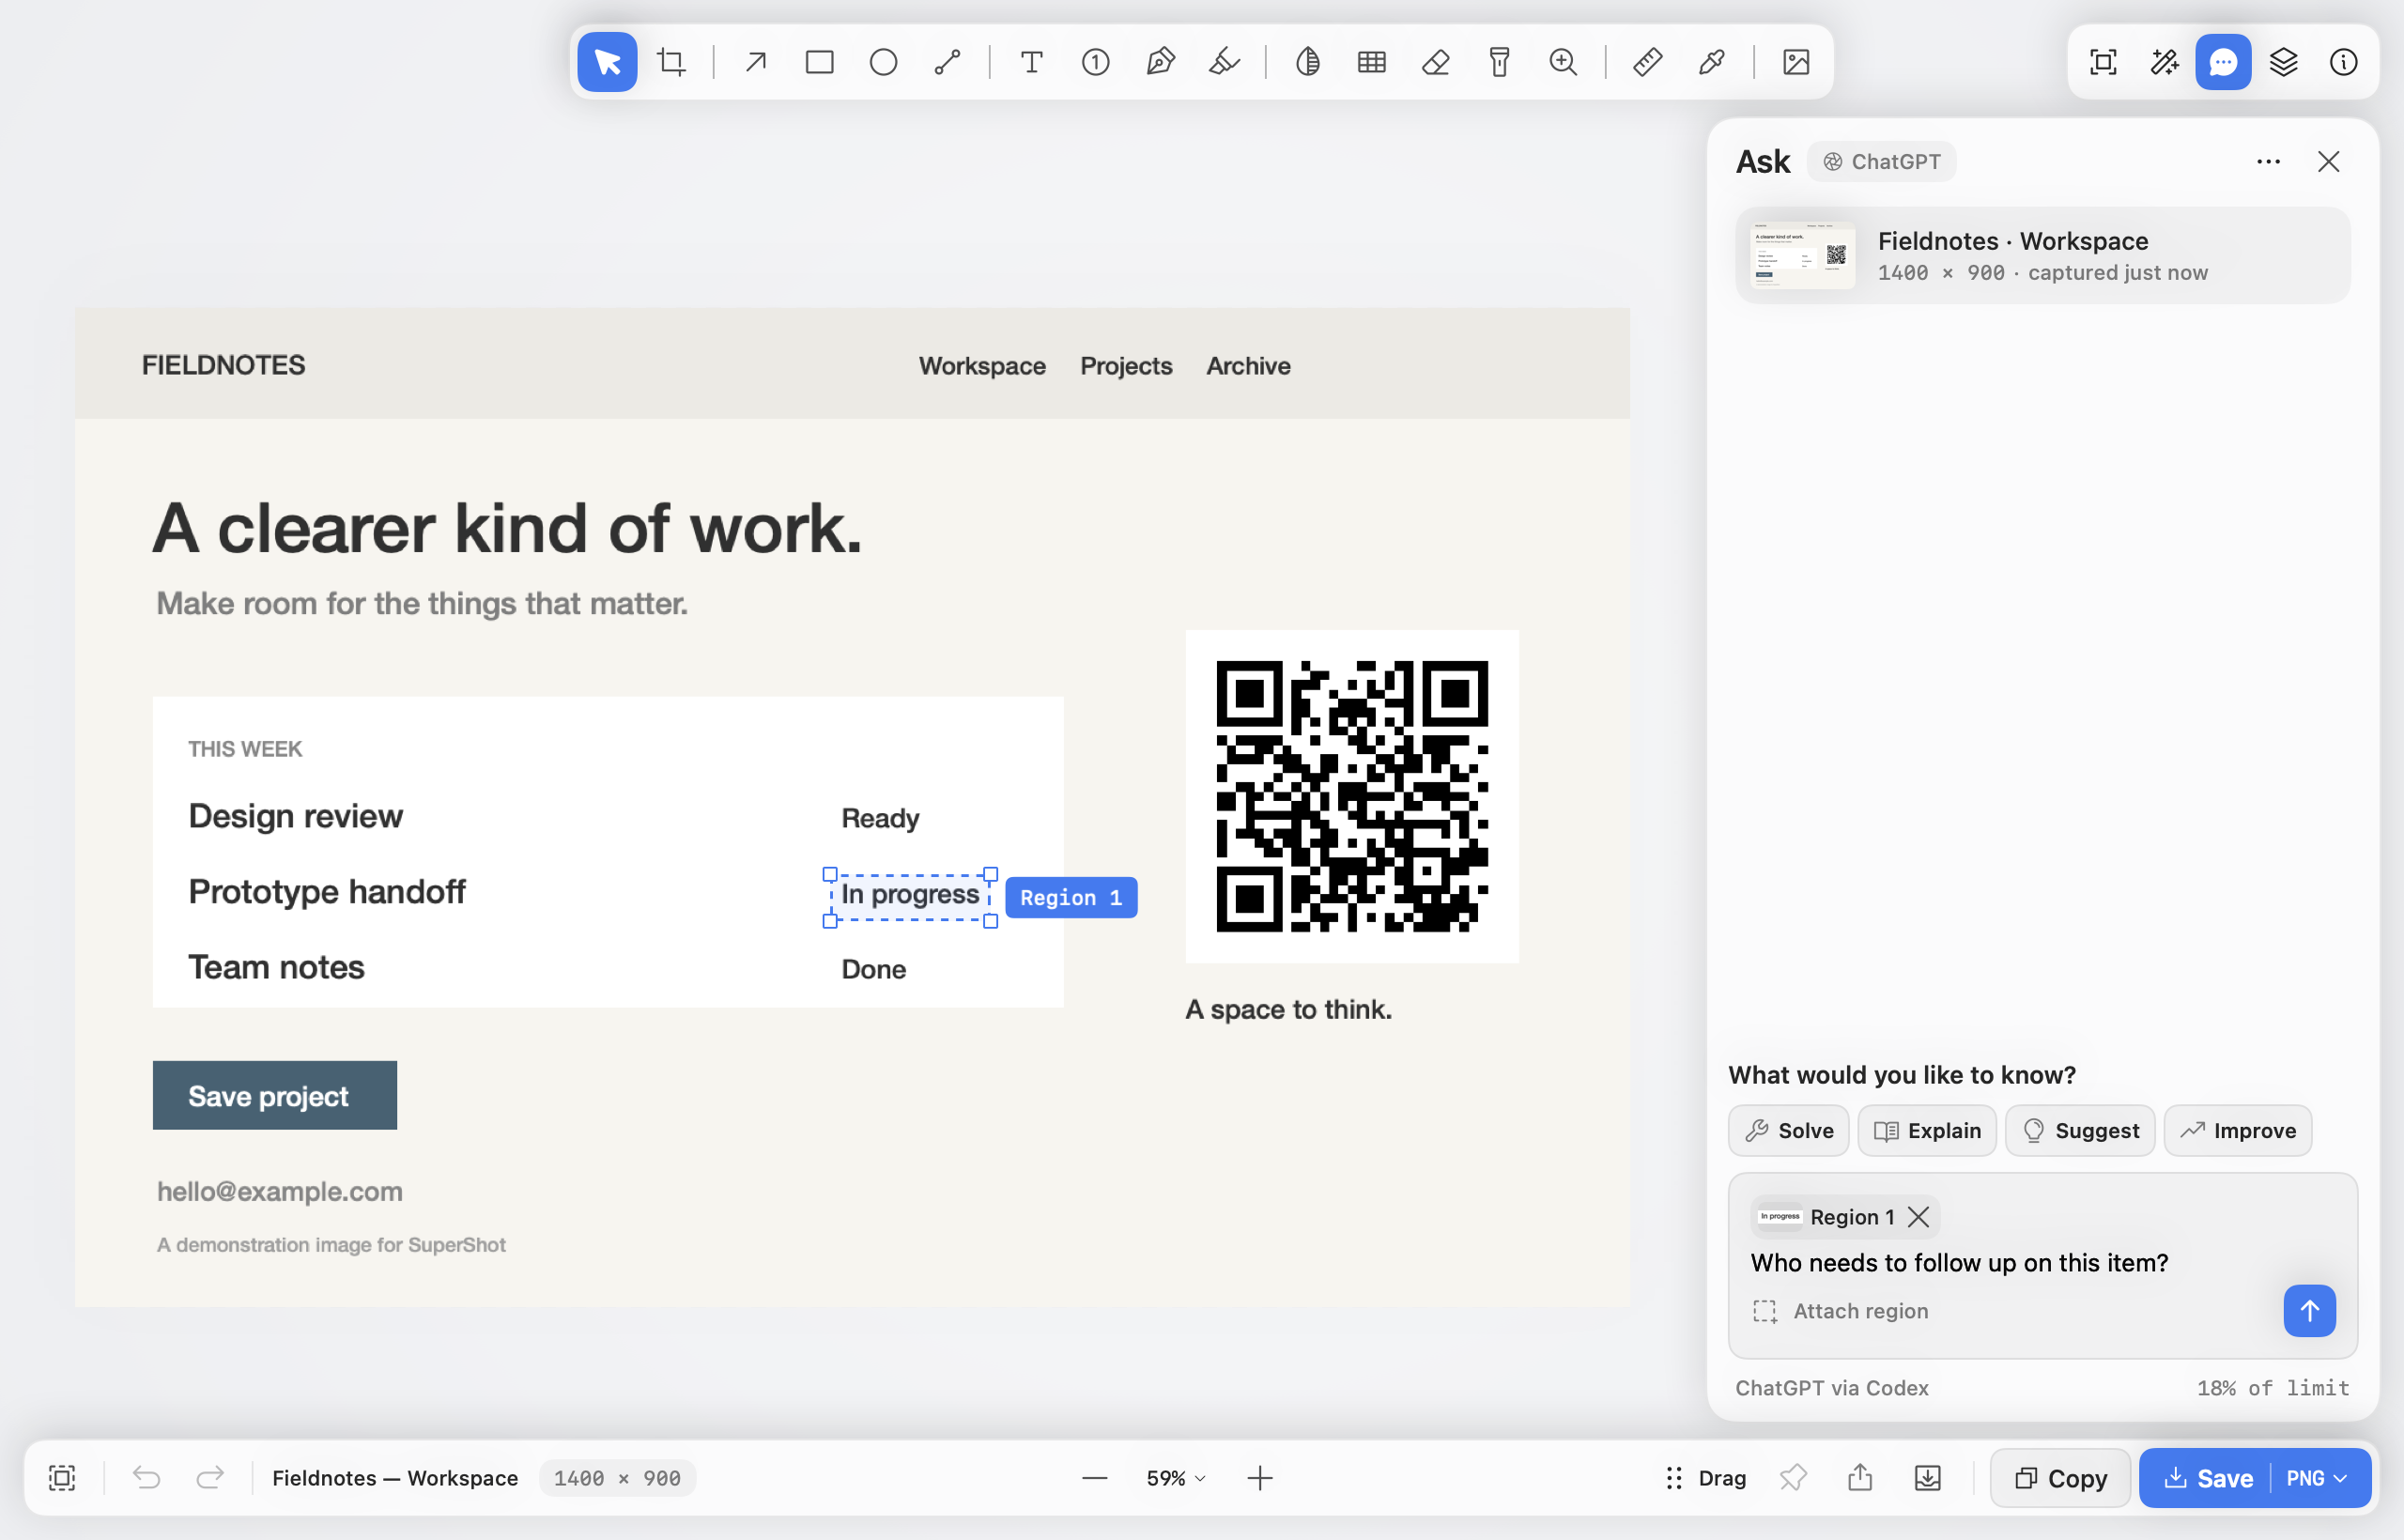 Ask
ChatGPT
Fieldnotes · Workspace
1400 × 900 · captured just now
FIELDNOTES
Workspace Projects Archive
A clearer kind of work.
Make room for the things that matter.
THIS WEEK
Design review Ready
Prototype handoff In progress
Region 1
Team notes Done
A space to think.
Save project
hello@example.com
A demonstration image for SuperShot
What would you like to know?
Solve Explain Suggest Improve
In progress Region 1
Who needs to follow up on this item?
Attach region
ChatGPT via Codex 18% of limit
Fieldnotes — Workspace 1400 × 900
59%
Drag
Copy
Save PNG